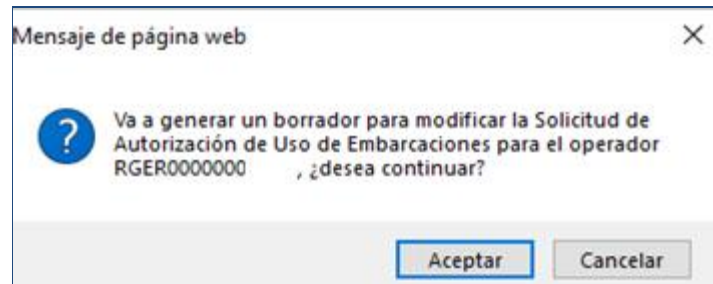 Mensaje de página web
Va a generar un borrador para modificar la Solicitud de
Autorización de Uso de Embarcaciones para el operador
RGER0000000 , ¿desea continuar?
Aceptar
Cancelar